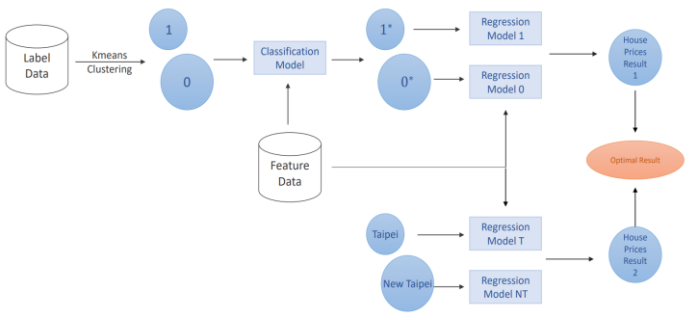 Label
Data
Kmeans
Clustering
1
0
Classification
Model
1*
0*
Regression
Model 1
Regression
Model 0
House
Prices
Result
1
Feature
Data
Optimal Result
Taipei
New Taipei
Regression
Model T
Regression
Model NT
House
Prices
Result
2